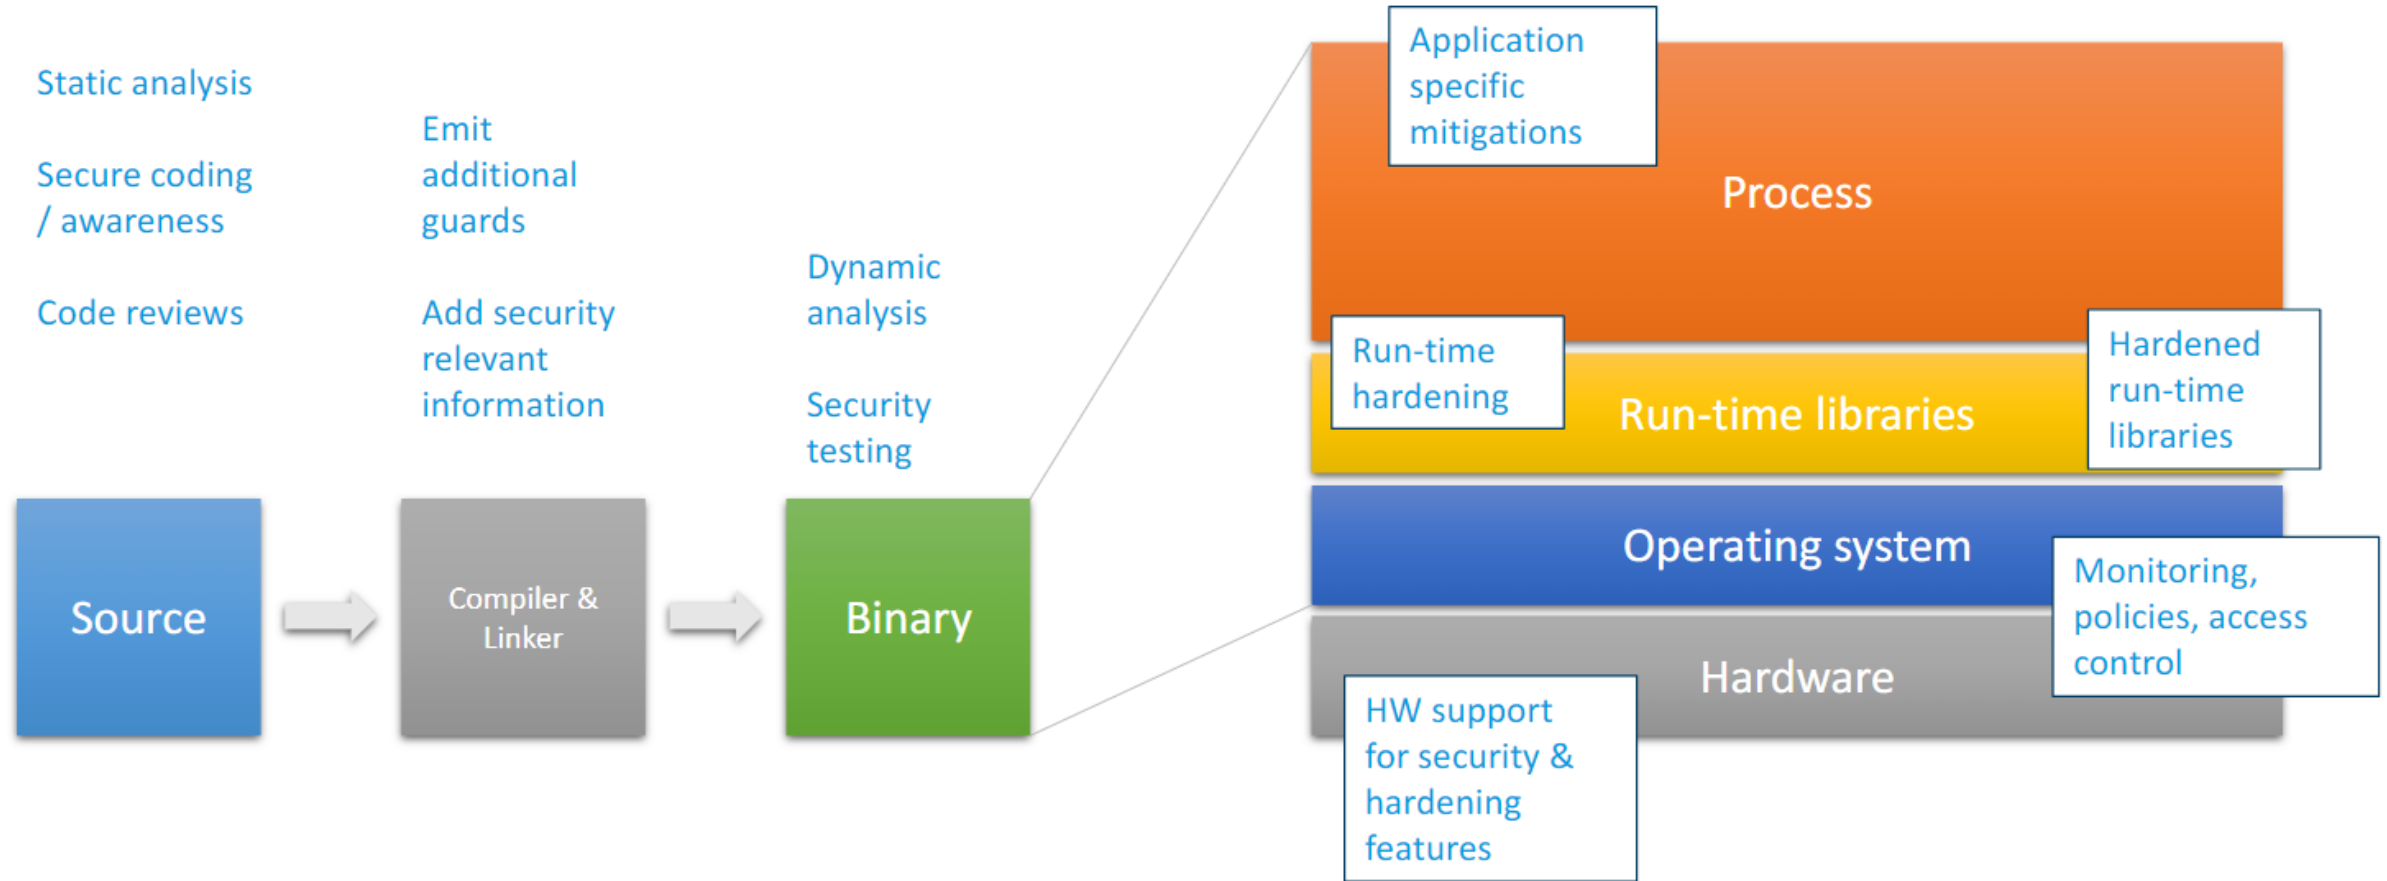 Static analysis
Secure coding
/ awareness
Code reviews
Emit
additional
guards
Add security
relevant
information
Dynamic
analysis
Security
testing
Source
Compiler &
Linker
Binary
Application
specific
mitigations
Process
Run-time
hardening
Run-time libraries
Hardened
run-time
libraries
Operating system
Monitoring,
policies, access
control
Hardware
HW support
for security &
hardening
features